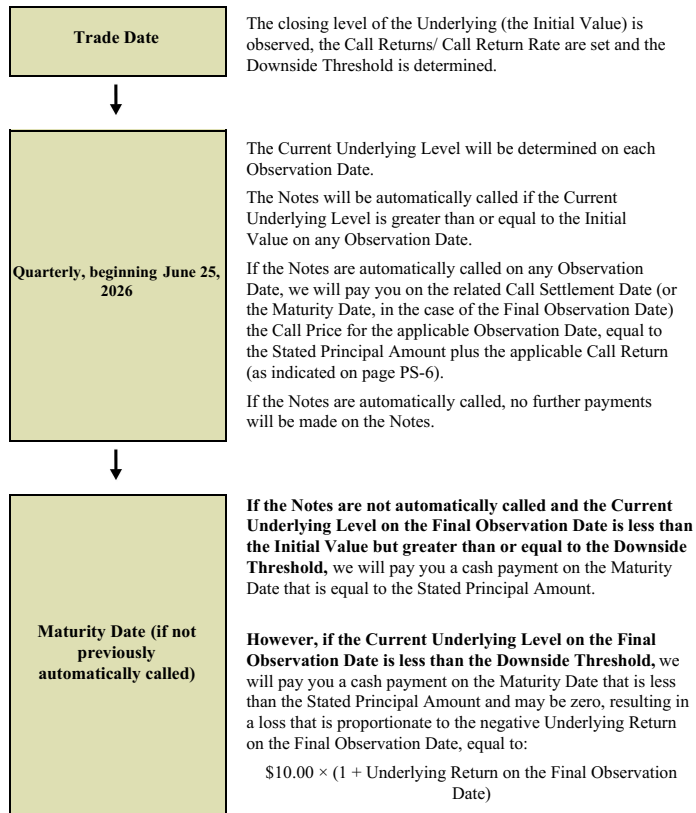 Trade Date
The closing level of the Underlying (the Initial Value) is
observed, the Call Returns/ Call Return Rate are set and the
Downside Threshold is determined.
Quarterly, beginning June 25,
2026
The Current Underlying Level will be determined on each
Observation Date.
The Notes will be automatically called if the Current
Underlying Level is greater than or equal to the Initial
Value on any Observation Date.
If the Notes are automatically called on any Observation
Date, we will pay you on the related Call Settlement Date (or
the Maturity Date, in the case of the Final Observation Date)
the Call Price for the applicable Observation Date, equal to
the Stated Principal Amount plus the applicable Call Return
(as indicated on page PS-6).
If the Notes are automatically called, no further payments
will be made on the Notes.
Maturity Date (if not
previously
automatically called)
If the Notes are not automatically called and the Current
Underlying Level on the Final Observation Date is less than
the Initial Value but greater than or equal to the Downside
Threshold, we will pay you a cash payment on the Maturity
Date that is equal to the Stated Principal Amount.
However, if the Current Underlying Level on the Final
Observation Date is less than the Downside Threshold, we
will pay you a cash payment on the Maturity Date that is less
than the Stated Principal Amount and may be zero, resulting in
a loss that is proportionate to the negative Underlying Return
on the Final Observation Date, equal to:
$10.00 × (1 + Underlying Return on the Final Observation
Date)